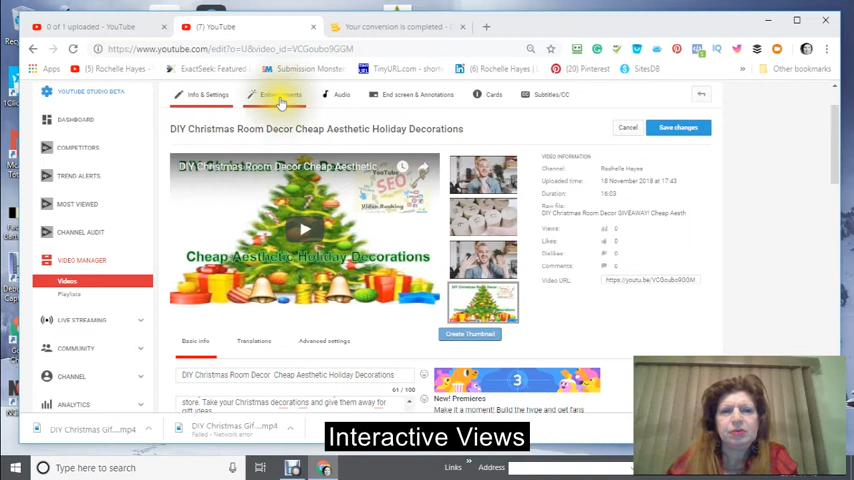 0 of 1 uploaded - YouTube
(7) YouTube
Your conversion is completed - F
https://www.youtube.com/edit?o=U&video_id=VCGoubo9GGM
Apps
(5) Rochelle Hayes -
ExactSeek: Featured
Submission Monster
TinyURL.com - short
(6) Rochelle Hayes -
(20) Pinterest
SitesDB
Other bookmarks
YOUTUBE STUDIO BETA
Info & Settings
Enhancements
Audio
End screen & Annotations
Cards
Subtitles/CC
DASHBOARD
COMPETITORS
TREND ALERTS
MOST VIEWED
CHANNEL AUDIT
VIDEO MANAGER
Videos
Playlists
LIVE STREAMING
COMMUNITY
CHANNEL
ANALYTICS
DIY Christmas Room Decor Cheap Aesthetic Holiday Decorations
Cancel
Save changes
DIY Christmas Room Decor Cheap Aesthetic
YouTube
SEO
Video Ranking
Cheap Aesthetic Holiday Decorations
Create Thumbnail
VIDEO INFORMATION
Channel: Rochelle Hayes
Uploaded time: 18 November 2018 at 17:43
Duration: 16:03
Raw file:
DIY Christmas Room Decor GIVEAWAY! Cheap Aesth
Views: 0
Likes: 0
Dislikes: 0
Comments: 0
Video URL: https://youtu.be/VCGoubo9GGM
Basic info
Translations
Advanced settings
DIY Christmas Room Decor Cheap Aesthetic Holiday Decorations
61 / 100
store. Take your Christmas decorations and give them away for
gift ideas
3
New! Premieres
Make it a moment! Build the hype and get fans
DIY Christmas Gif....mp4
DIY Christmas Gif....mp4
Failed - Network error
Interactive Views
Type here to search
Links
Address